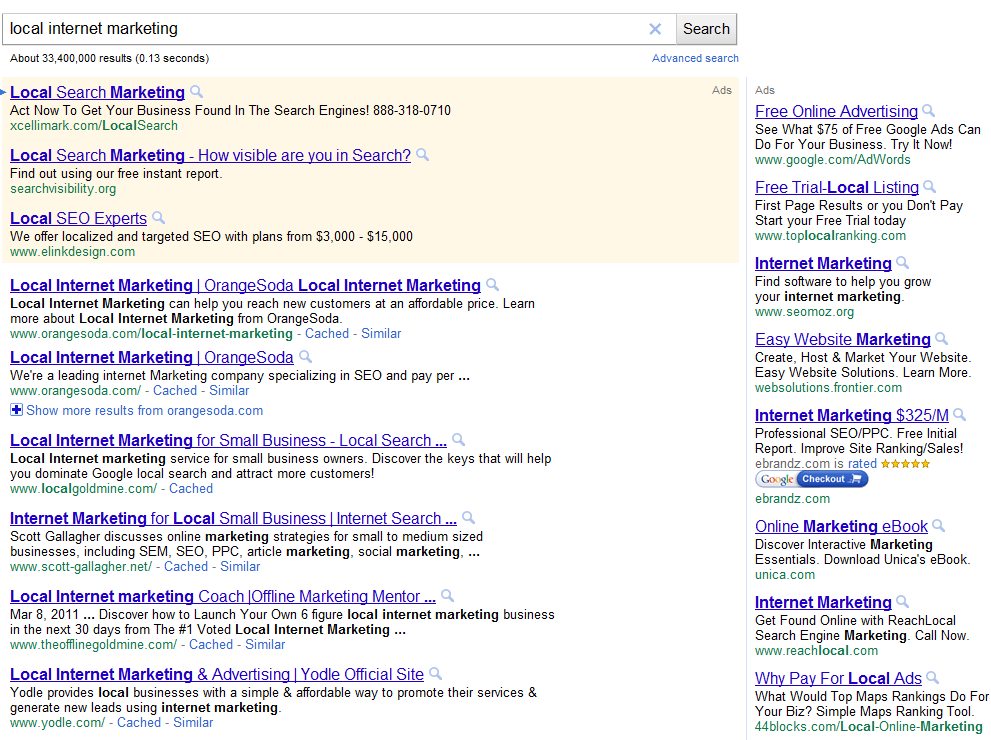 local internet marketing
Search
About 33,400,000 results (0.13 seconds)
Advanced search
Local Search Marketing
Ads
Act Now To Get Your Business Found In The Search Engines! 888-318-0710
xcellimark.com/LocalSearch
Local Search Marketing - How visible are you in Search?
Find out using our free instant report.
searchvisibility.org
Local SEO Experts
We offer localized and targeted SEO with plans from $3,000 - $15,000
www.elinkdesign.com
Local Internet Marketing | OrangeSoda Local Internet Marketing
Local Internet Marketing can help you reach new customers at an affordable price. Learn
more about Local Internet Marketing from OrangeSoda.
www.orangesoda.com/local-internet-marketing - Cached - Similar
Local Internet Marketing | OrangeSoda
We're a leading internet Marketing company specializing in SEO and pay per ...
www.orangesoda.com/ - Cached - Similar
Show more results from orangesoda.com
Local Internet Marketing for Small Business - Local Search ...
Local Internet marketing service for small business owners. Discover the keys that will help
you dominate Google local search and attract more customers!
www.localgoldmine.com/ - Cached
Internet Marketing for Local Small Business | Internet Search ...
Scott Gallagher discusses online marketing strategies for small to medium sized
businesses, including SEM, SEO, PPC, article marketing, social marketing, ...
www.scott-gallagher.net/ - Cached - Similar
Local Internet marketing Coach |Offline Marketing Mentor ...
Mar 8, 2011 ... Discover how to Launch Your Own 6 figure local internet marketing business
in the next 30 days from The #1 Voted Local Internet Marketing ...
www.theofflinegoldmine.com/ - Cached - Similar
Local Internet Marketing & Advertising | Yodle Official Site
Yodle provides local businesses with a simple & affordable way to promote their services &
generate new leads using internet marketing.
www.yodle.com/ - Cached - Similar
Ads
Free Online Advertising
See What $75 of Free Google Ads Can
Do For Your Business. Try It Now!
www.google.com/AdWords
Free Trial-Local Listing
First Page Results or you Don't Pay
Start your Free Trial today
www.toplocalranking.com
Internet Marketing
Find software to help you grow
your internet marketing.
www.seomoz.org
Easy Website Marketing
Create, Host & Market Your Website.
Easy Website Solutions. Learn More.
websolutions.frontier.com
Internet Marketing $325/M
Professional SEO/PPC. Free Initial
Report. Improve Site Ranking/Sales!
ebrandz.com is rated
Google Checkout
ebrandz.com
Online Marketing eBook
Discover Interactive Marketing
Essentials. Download Unica's eBook.
unica.com
Internet Marketing
Get Found Online with ReachLocal
Search Engine Marketing. Call Now.
www.reachlocal.com
Why Pay For Local Ads
What Would Top Maps Rankings Do For
Your Biz? Simple Maps Ranking Tool.
44blocks.com/Local-Online-Marketing